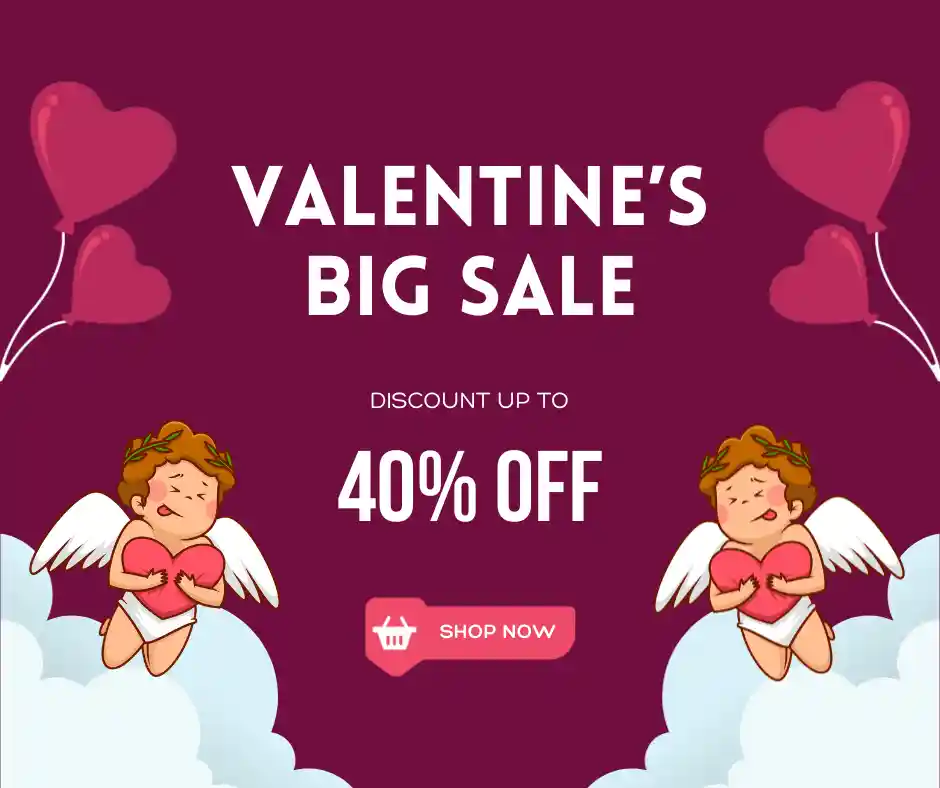 VALENTINE'S
BIG SALE
DISCOUNT UP TO
40% OFF
SHOP NOW